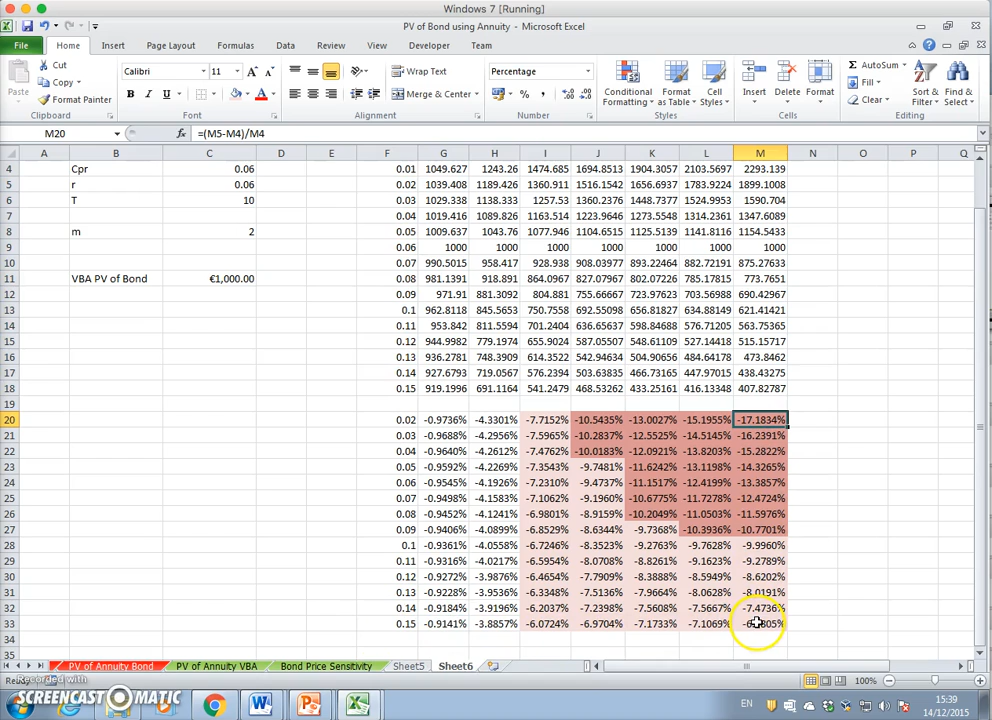 Windows 7 [Running]
PV of Bond using Annuity - Microsoft Excel
File Home Insert Page Layout Formulas Data Review View Developer Team
Paste Cut Copy Format Painter Calibri 11 B I U Wrap Text Merge & Center Percentage Conditional Formatting Format as Table Cell Styles Insert Delete Format AutoSum Fill Clear Sort & Filter Find & Select
Clipboard Font Alignment Number Styles Cells Editing
M20 fx =(M5-M4)/M4
A B C D E F G H I J K L M N O P Q
4 Cpr 0.06 0.01 1049.627 1243.26 1474.685 1694.8513 1904.3057 2103.5697 2293.139
5 r 0.06 0.02 1039.408 1189.426 1360.911 1516.1542 1656.6937 1783.9224 1899.1008
6 T 10 0.03 1029.338 1138.333 1257.53 1360.2376 1448.7377 1524.9953 1590.704
7 0.04 1019.416 1089.826 1163.514 1223.9646 1273.5548 1314.2361 1347.6089
8 m 2 0.05 1009.637 1043.76 1077.946 1104.6515 1125.5139 1141.8116 1154.5433
9 0.06 1000 1000 1000 1000 1000 1000 1000
10 0.07 990.5015 958.417 928.938 908.03977 893.22464 882.72191 875.27633
11 VBA PV of Bond €1,000.00 0.08 981.1391 918.891 864.0967 827.07967 802.07226 785.17815 773.7651
12 0.09 971.91 881.3092 804.881 755.66667 723.97623 703.56988 690.42967
13 0.1 962.8118 845.5653 750.7558 692.55098 656.81827 634.88149 621.41421
14 0.11 953.842 811.5594 701.2404 636.65637 598.84688 576.71205 563.75365
15 0.12 944.9982 779.1974 655.9024 587.05507 548.61109 527.14418 515.15717
16 0.13 936.2781 748.3909 614.3522 542.94634 504.90656 484.64178 473.8462
17 0.14 927.6793 719.0567 576.2394 503.63835 466.73165 447.97015 438.43275
18 0.15 919.1996 691.1164 541.2479 468.53262 433.25161 416.13348 407.82787
19
20 0.02 -0.9736% -4.3301% -7.7152% -10.5435% -13.0027% -15.1955% -17.1834%
21 0.03 -0.9688% -4.2956% -7.5965% -10.2837% -12.5525% -14.5145% -16.2391%
22 0.04 -0.9640% -4.2612% -7.4762% -10.0183% -12.0921% -13.8203% -15.2822%
23 0.05 -0.9592% -4.2269% -7.3543% -9.7481% -11.6242% -13.1198% -14.3265%
24 0.06 -0.9545% -4.1926% -7.2310% -9.4737% -11.1517% -12.4199% -13.3857%
25 0.07 -0.9498% -4.1583% -7.1062% -9.1960% -10.6775% -11.7278% -12.4724%
26 0.08 -0.9452% -4.1241% -6.9801% -8.9159% -10.2049% -11.0503% -11.5976%
27 0.09 -0.9406% -4.0899% -6.8529% -8.6344% -9.7368% -10.3936% -10.7701%
28 0.1 -0.9361% -4.0558% -6.7246% -8.3523% -9.2763% -9.7628% -9.9960%
29 0.11 -0.9316% -4.0217% -6.5954% -8.0708% -8.8261% -9.1623% -9.2789%
30 0.12 -0.9272% -3.9876% -6.4654% -7.7909% -8.3888% -8.5949% -8.6202%
31 0.13 -0.9228% -3.9536% -6.3348% -7.5136% -7.9664% -8.0628% -8.0191%
32 0.14 -0.9184% -3.9196% -6.2037% -7.2398% -7.5608% -7.5667% -7.4736%
33 0.15 -0.9141% -3.8857% -6.0724% -6.9704% -7.1733% -7.1069%
34
35
PV of Annuity Bond PV of Annuity VBA Bond Price Sensitivity Sheet5 Sheet6
Ready 100%
Recorded with
SCREENCAST-O-MATIC
EN 15:39
14/12/2015